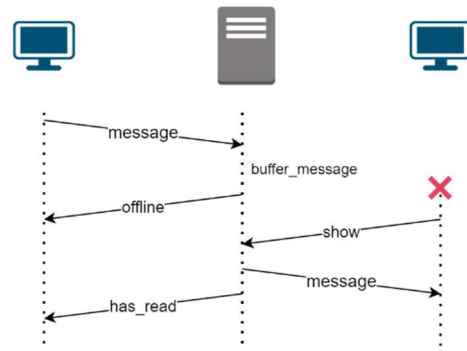 message
buffer_message
offline
show
message
has_read